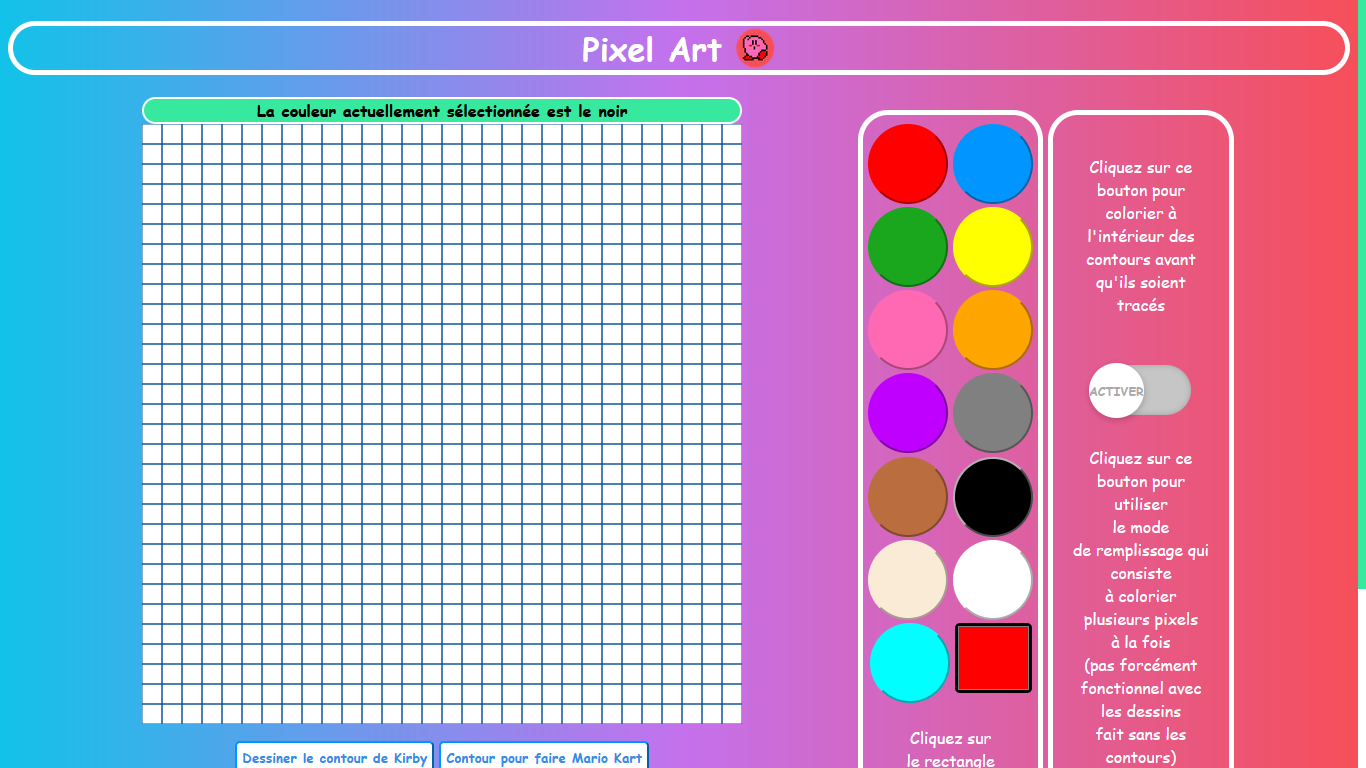 Pixel Art
La couleur actuellement sélectionnée est le noir
Cliquez sur ce
bouton pour
colorier à
l'intérieur des
contours avant
qu'ils soient
tracés
ACTIVER
Cliquez sur ce
bouton pour
utiliser
le mode
de remplissage qui
consiste
à colorier
plusieurs pixels
à la fois
(pas forcément
fonctionnel avec
les dessins
fait sans les
contours)
Cliquez sur
le rectangle
Dessiner le contour de Kirby
Contour pour faire Mario Kart